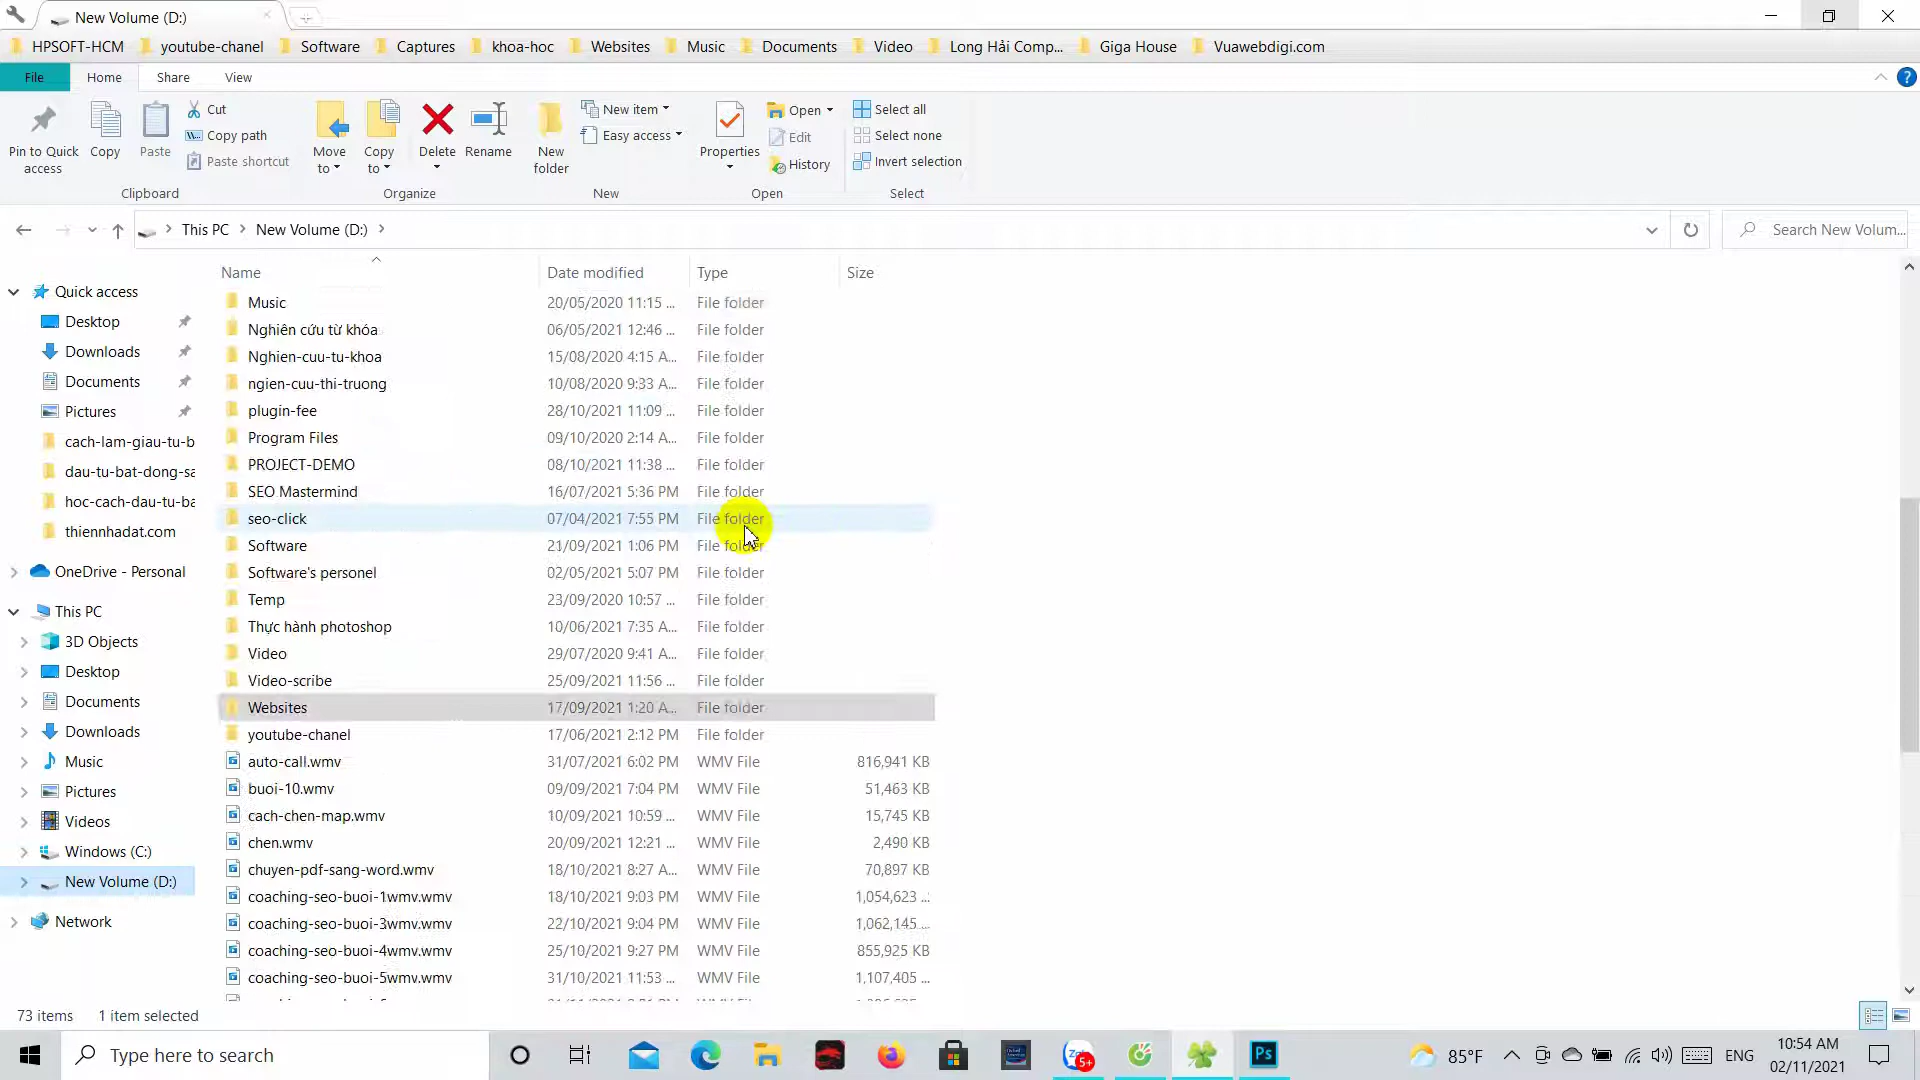 New Volume (D:)
HPSOFT-HCM youtube-chanel Software Captures khoa-hoc Websites Music Documents Video Long Hải Comp... Giga House Vuawebdigi.com
File Home Share View
Pin to Quick access
Copy
Paste
Cut
Copy path
Paste shortcut
Clipboard
Move to
Copy to
Delete
Rename
Organize
New folder
New item
Easy access
New
Properties
Open
Edit
History
Open
Select all
Select none
Invert selection
Select
This PC New Volume (D:)
Search New Volum...
Quick access
Desktop
Downloads
Documents
Pictures
cach-lam-giau-tu-b
dau-tu-bat-dong-sa
hoc-cach-dau-tu-ba
thiennhadat.com
OneDrive - Personal
This PC
3D Objects
Desktop
Documents
Downloads
Music
Pictures
Videos
Windows (C:)
New Volume (D:)
Network
Name Date modified Type Size
Music 20/05/2020 11:15 ... File folder
Nghiên cứu từ khóa 06/05/2021 12:46 ... File folder
Nghien-cuu-tu-khoa 15/08/2020 4:15 A... File folder
ngien-cuu-thi-truong 10/08/2020 9:33 A... File folder
plugin-fee 28/10/2021 11:09 ... File folder
Program Files 09/10/2020 2:14 A... File folder
PROJECT-DEMO 08/10/2021 11:38 ... File folder
SEO Mastermind 16/07/2021 5:36 PM File folder
seo-click 07/04/2021 7:55 PM File folder
Software 21/09/2021 1:06 PM File folder
Software's personel 02/05/2021 5:07 PM File folder
Temp 23/09/2020 10:57 ... File folder
Thực hành photoshop 10/06/2021 7:35 A... File folder
Video 29/07/2020 9:41 A... File folder
Video-scribe 25/09/2021 11:56 ... File folder
Websites 17/09/2021 1:20 A... File folder
youtube-chanel 17/06/2021 2:12 PM File folder
auto-call.wmv 31/07/2021 6:02 PM WMV File 816,941 KB
buoi-10.wmv 09/09/2021 7:04 PM WMV File 51,463 KB
cach-chen-map.wmv 10/09/2021 10:59 ... WMV File 15,745 KB
chen.wmv 20/09/2021 12:21 ... WMV File 2,490 KB
chuyen-pdf-sang-word.wmv 18/10/2021 8:27 A... WMV File 70,897 KB
coaching-seo-buoi-1wmv.wmv 18/10/2021 9:03 PM WMV File 1,054,623 ...
coaching-seo-buoi-3wmv.wmv 22/10/2021 9:04 PM WMV File 1,062,145 ...
coaching-seo-buoi-4wmv.wmv 25/10/2021 9:27 PM WMV File 855,925 KB
coaching-seo-buoi-5wmv.wmv 31/10/2021 11:53 ... WMV File 1,107,405 ...
73 items 1 item selected
Type here to search
5+
Ps
85°F
ENG
10:54 AM
02/11/2021